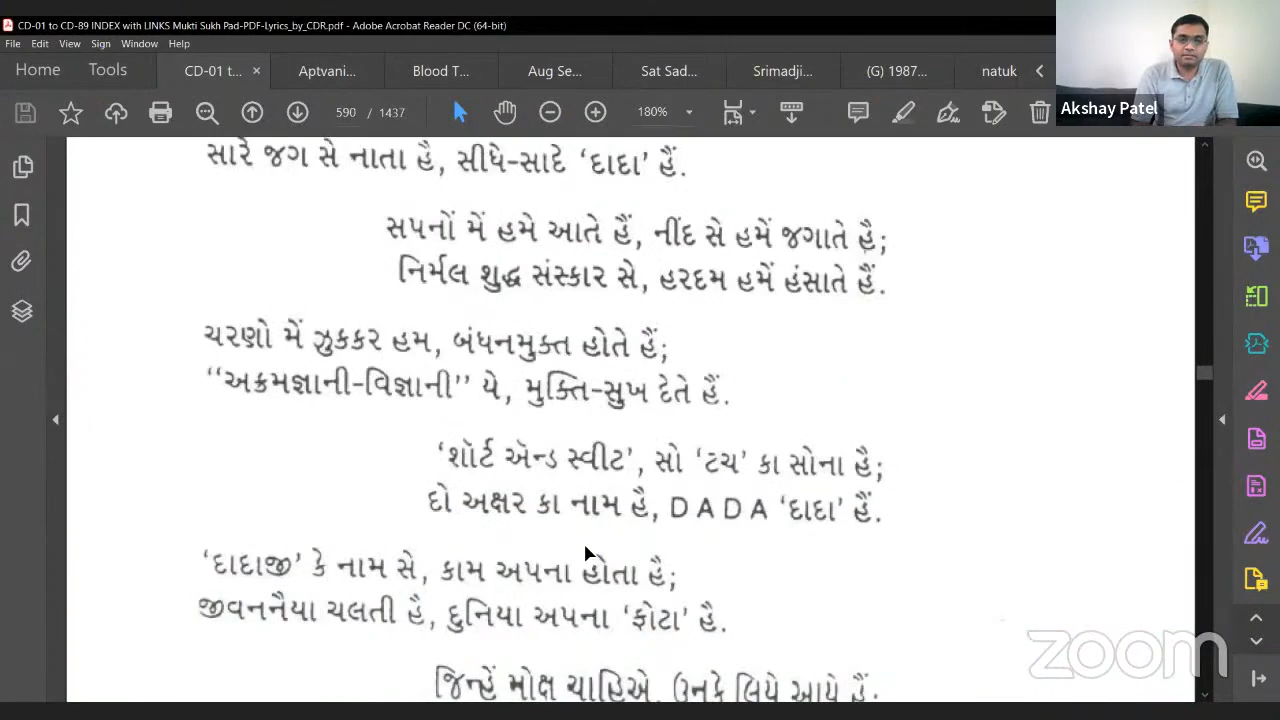 CD-01 to CD-89 INDEX with LINKS Mukti Sukh Pad-PDF-Lyrics_by_CDR.pdf - Adobe Acrobat Reader DC (64-bit)
File Edit View Sign Window Help
Home Tools CD-01 t... × Aptvani... Blood T... Aug Se... Sat Sad... Srimadji... (G) 1987... natuk
590 / 1437 180%
Akshay Patel
સારે જગ સે નાતા હૈ, સીધે-સાદે ‘દાદા’ હૈં.
સપનોં મેં હમે આતે હૈં, નીંદ સે હમેં જગાતે હૈ;
નિર્મલ શુદ્ધ સંસ્કાર સે, હરદમ હમેં હંસાતે હૈં.
ચરણો મેં ઝુકકર હમ, બંધનમુક્ત હોતે હૈં;
“અક્રમજ્ઞાની-વિજ્ઞાની” યે, મુક્તિ-સુખ દેતે હૈં.
‘શૉર્ટ ઍન્ડ સ્વીટ’, સો ‘ટચ’ કા સોના હૈ;
દો અક્ષર કા નામ હૈ, D A D A ‘દાદા’ હૈં.
‘દાદાજી’ કે નામ સે, કામ અપના હોતા હૈ;
જીવનનૈયા ચલતી હૈ, દુનિયા અપના ‘ફોટા’ હૈ.
જિન્હેં મોક્ષ ચાહિએ, ઉનકે લિયે આયે હૈં;
zoom